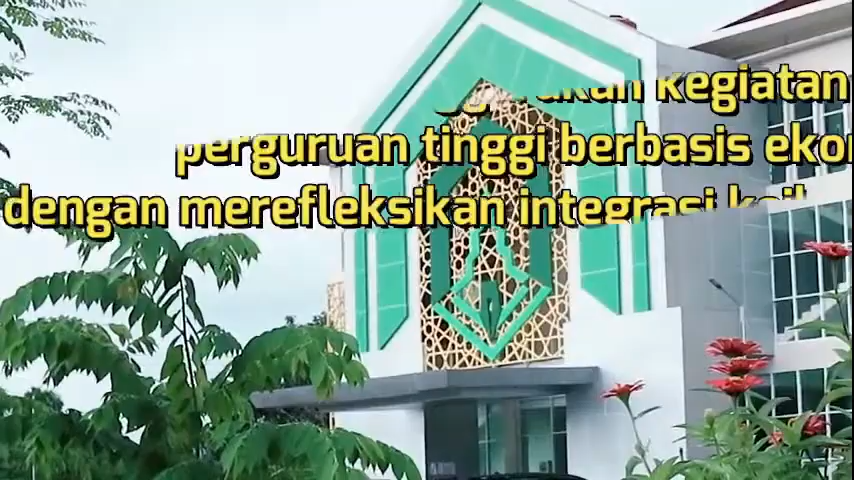 kegiatan
perguruan tinggi berbasis
dengan merefleksikan integrasi